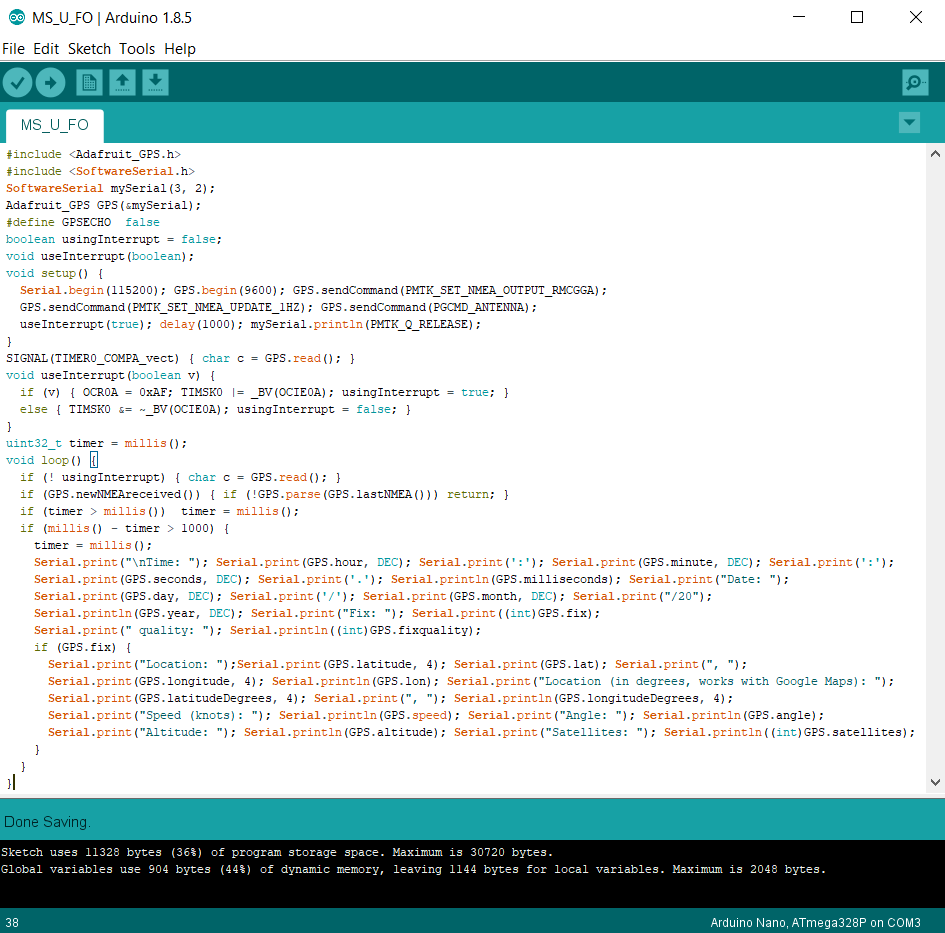 MS_U_FO | Arduino 1.8.5
File Edit Sketch Tools Help
MS_U_FO
#include <Adafruit_GPS.h>
#include <SoftwareSerial.h>
SoftwareSerial mySerial(3, 2);
Adafruit_GPS GPS(&mySerial);
#define GPSECHO  false
boolean usingInterrupt = false;
void useInterrupt(boolean);
void setup() {
  Serial.begin(115200); GPS.begin(9600); GPS.sendCommand(PMTK_SET_NMEA_OUTPUT_RMCGGA);
  GPS.sendCommand(PMTK_SET_NMEA_UPDATE_1HZ); GPS.sendCommand(PGCMD_ANTENNA);
  useInterrupt(true); delay(1000); mySerial.println(PMTK_Q_RELEASE);
}
SIGNAL(TIMER0_COMPA_vect) { char c = GPS.read(); }
void useInterrupt(boolean v) {
  if (v) { OCR0A = 0xAF; TIMSK0 |= _BV(OCIE0A); usingInterrupt = true; }
  else { TIMSK0 &= ~_BV(OCIE0A); usingInterrupt = false; }
}
uint32_t timer = millis();
void loop() {
  if (! usingInterrupt) { char c = GPS.read(); }
  if (GPS.newNMEAreceived()) { if (!GPS.parse(GPS.lastNMEA())) return; }
  if (timer > millis())  timer = millis();
  if (millis() - timer > 1000) {
    timer = millis();
    Serial.print("\nTime: "); Serial.print(GPS.hour, DEC); Serial.print(':'); Serial.print(GPS.minute, DEC); Serial.print(':');
    Serial.print(GPS.seconds, DEC); Serial.print('.'); Serial.println(GPS.milliseconds); Serial.print("Date: ");
    Serial.print(GPS.day, DEC); Serial.print('/'); Serial.print(GPS.month, DEC); Serial.print("/20");
    Serial.println(GPS.year, DEC); Serial.print("Fix: "); Serial.print((int)GPS.fix);
    Serial.print(" quality: "); Serial.println((int)GPS.fixquality);
    if (GPS.fix) {
      Serial.print("Location: ");Serial.print(GPS.latitude, 4); Serial.print(GPS.lat); Serial.print(", ");
      Serial.print(GPS.longitude, 4); Serial.println(GPS.lon); Serial.print("Location (in degrees, works with Google Maps): ");
      Serial.print(GPS.latitudeDegrees, 4); Serial.print(", "); Serial.println(GPS.longitudeDegrees, 4);
      Serial.print("Speed (knots): "); Serial.println(GPS.speed); Serial.print("Angle: "); Serial.println(GPS.angle);
      Serial.print("Altitude: "); Serial.println(GPS.altitude); Serial.print("Satellites: "); Serial.println((int)GPS.satellites);
    }
  }
}
Done Saving.
Sketch uses 11328 bytes (36%) of program storage space. Maximum is 30720 bytes.
Global variables use 904 bytes (44%) of dynamic memory, leaving 1144 bytes for local variables. Maximum is 2048 bytes.
38 Arduino Nano, ATmega328P on COM3